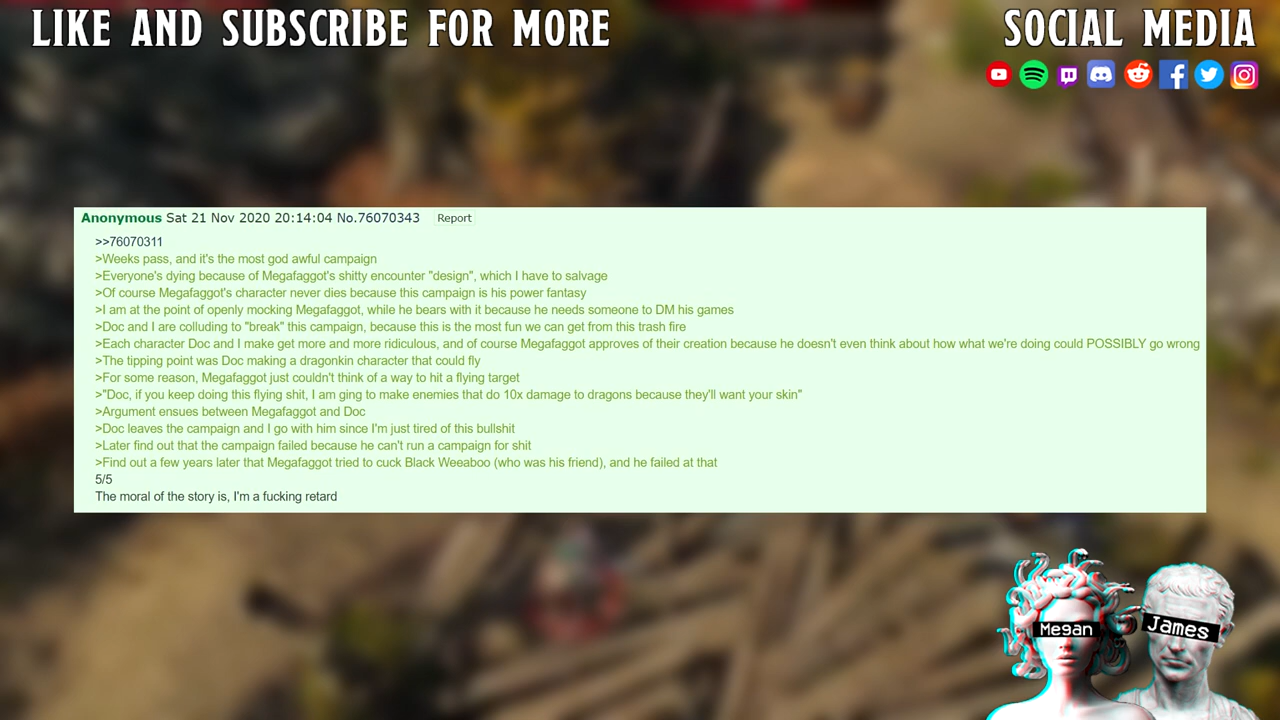 LIKE AND SUBSCRIBE FOR MORE
SOCIAL MEDIA
Anonymous Sat 21 Nov 2020 20:14:04 No.76070343 Report
>>76070311
>Weeks pass, and it's the most god awful campaign
>Everyone's dying because of Megafaggot's shitty encounter "design", which I have to salvage
>Of course Megafaggot's character never dies because this campaign is his power fantasy
>I am at the point of openly mocking Megafaggot, while he bears with it because he needs someone to DM his games
>Doc and I are colluding to "break" this campaign, because this is the most fun we can get from this trash fire
>Each character Doc and I make get more and more ridiculous, and of course Megafaggot approves of their creation because he doesn't even think about how what we're doing could POSSIBLY go wrong
>The tipping point was Doc making a dragonkin character that could fly
>For some reason, Megafaggot just couldn't think of a way to hit a flying target
>"Doc, if you keep doing this flying shit, I am ging to make enemies that do 10x damage to dragons because they'll want your skin"
>Argument ensues between Megafaggot and Doc
>Doc leaves the campaign and I go with him since I'm just tired of this bullshit
>Later find out that the campaign failed because he can't run a campaign for shit
>Find out a few years later that Megafaggot tried to cuck Black Weeaboo (who was his friend), and he failed at that
5/5
The moral of the story is, I'm a fucking retard
Megan
James